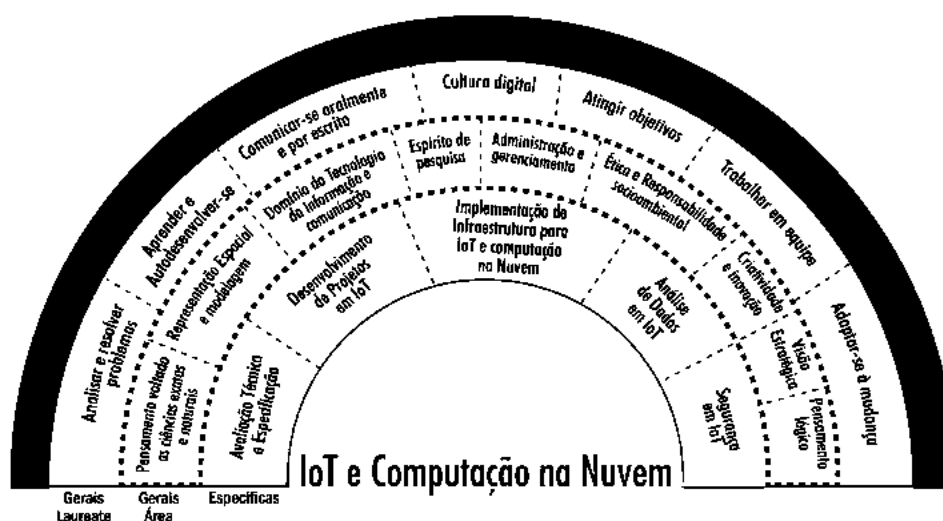 Analisar e resolver
problemas
Aprender e
Autodesenvolver-se
Comunicar-se oralmente
e por escrito
Cultura digital
Atingir objetivos
Trabalhar em equipe
Adaptar-se à mudança
Pensamento voltado
as ciências exatas
e naturais
Representação Espacial
e modelagem
Domínio da Tecnologia
da Informação e
comunicação
Espírito de
pesquisa
Administração e
gerenciamento
Ética e Responsabilidade
socioambiental
Criatividade
e inovação
Visão
Estratégica
Pensamento
lógico
Avaliação Técnica
e Especificação
Desenvolvimento
de Projetos
em IoT
Implementação de
Infraestrutura para
IoT e computação
na Nuvem
Análise
de Dados
em IoT
Segurança
em IoT
IoT e Computação na Nuvem
Gerais
Laureate
Gerais
Área
Específicas